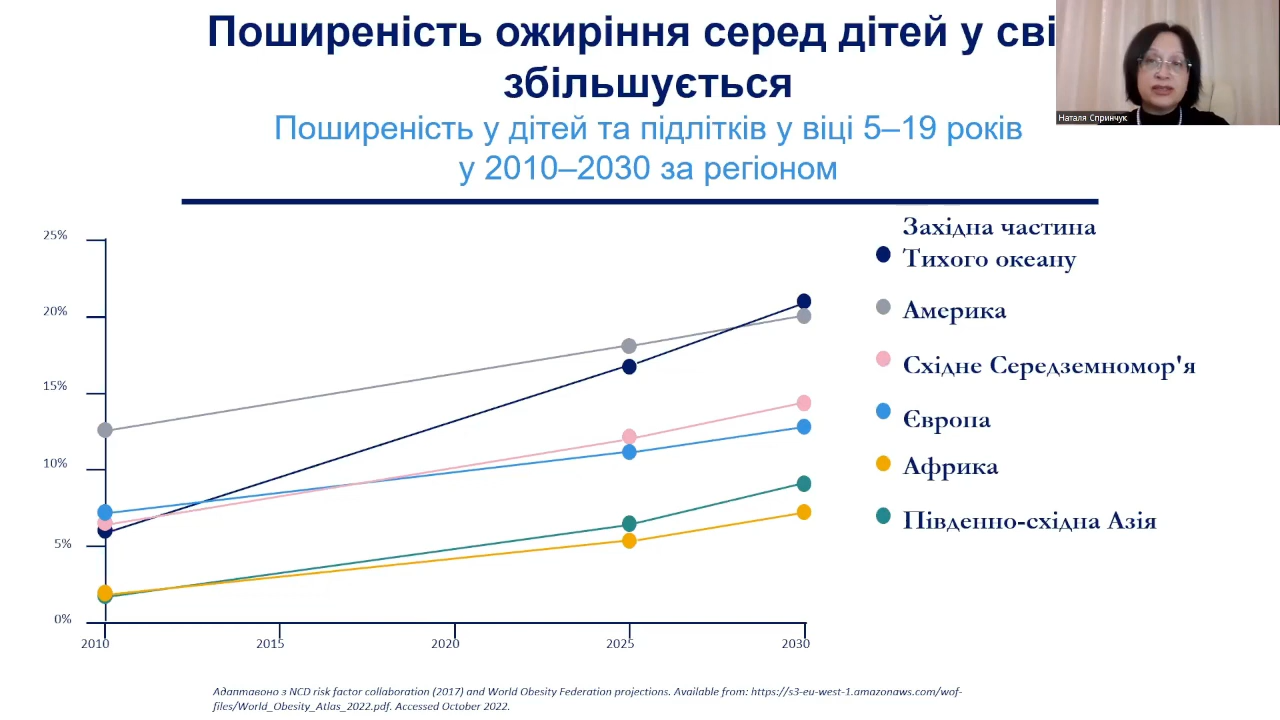 Поширеність ожиріння серед дітей у сві
збільшується
Поширеність у дітей та підлітків у віці 5–19 років
у 2010–2030 за регіоном
Наталя Спринчук
25%
20%
15%
10%
5%
0%
2010
2015
2020
2025
2030
Західна частина
Тихого океану
Америка
Східне Середземномор'я
Європа
Африка
Південно-східна Азія
Адаптавоно з NCD risk factor collaboration (2017) and World Obesity Federation projections. Available from: https://s3-eu-west-1.amazonaws.com/wof-
files/World_Obesity_Atlas_2022.pdf. Accessed October 2022.